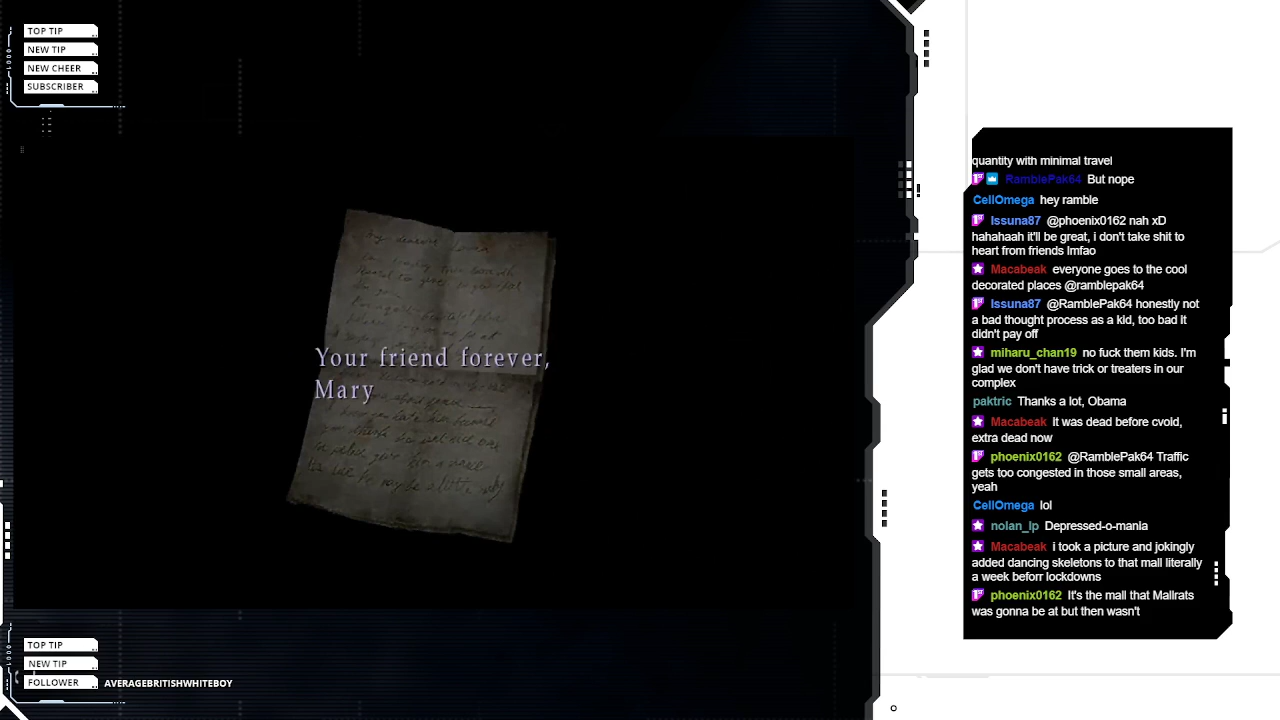 TOP TIP
NEW TIP
NEW CHEER
SUBSCRIBER
Your friend forever,
Mary
TOP TIP
NEW TIP
FOLLOWER AVERAGEBRITISHWHITEBOY
quantity with minimal travel
RamblePak64 But nope
CellOmega hey ramble
Issuna87 @phoenix0162 nah xD
hahahaah it'll be great, i don't take shit to
heart from friends lmfao
Macabeak everyone goes to the cool
decorated places @ramblepak64
Issuna87 @RamblePak64 honestly not
a bad thought process as a kid, too bad it
didn't pay off
miharu_chan19 no fuck them kids. I'm
glad we don't have trick or treaters in our
complex
paktric Thanks a lot, Obama
Macabeak It was dead before cvold,
extra dead now
phoenix0162 @RamblePak64 Traffic
gets too congested in those small areas,
yeah
CellOmega lol
nolan_lp Depressed-o-mania
Macabeak i took a picture and jokingly
added dancing skeletons to that mall literally
a week beforr lockdowns
phoenix0162 It's the mall that Mallrats
was gonna be at but then wasn't